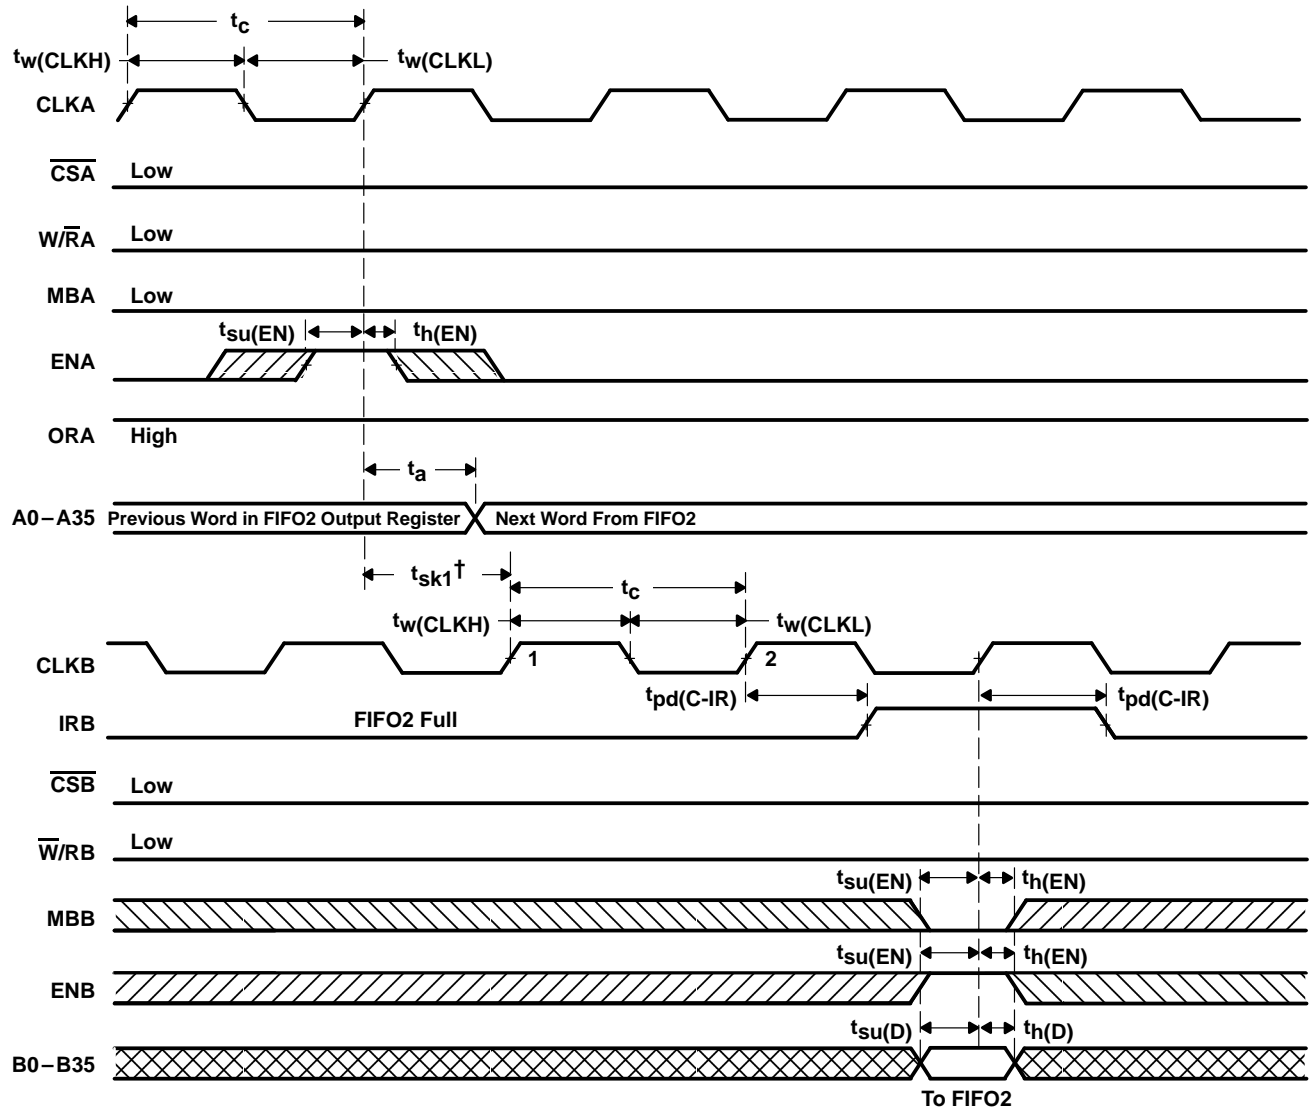 tc
tw(CLKH) tw(CLKL)
CLKA
CSA Low
W/RA Low
MBA Low
tsu(EN) th(EN)
ENA
ORA High
ta
A0–A35 Previous Word in FIFO2 Output Register Next Word From FIFO2
tsk1†
tc
tw(CLKH) tw(CLKL)
CLKB 1 2
tpd(C-IR) tpd(C-IR)
IRB FIFO2 Full
CSB Low
W/RB Low
tsu(EN) th(EN)
MBB
tsu(EN) th(EN)
ENB
tsu(D) th(D)
B0–B35
To FIFO2